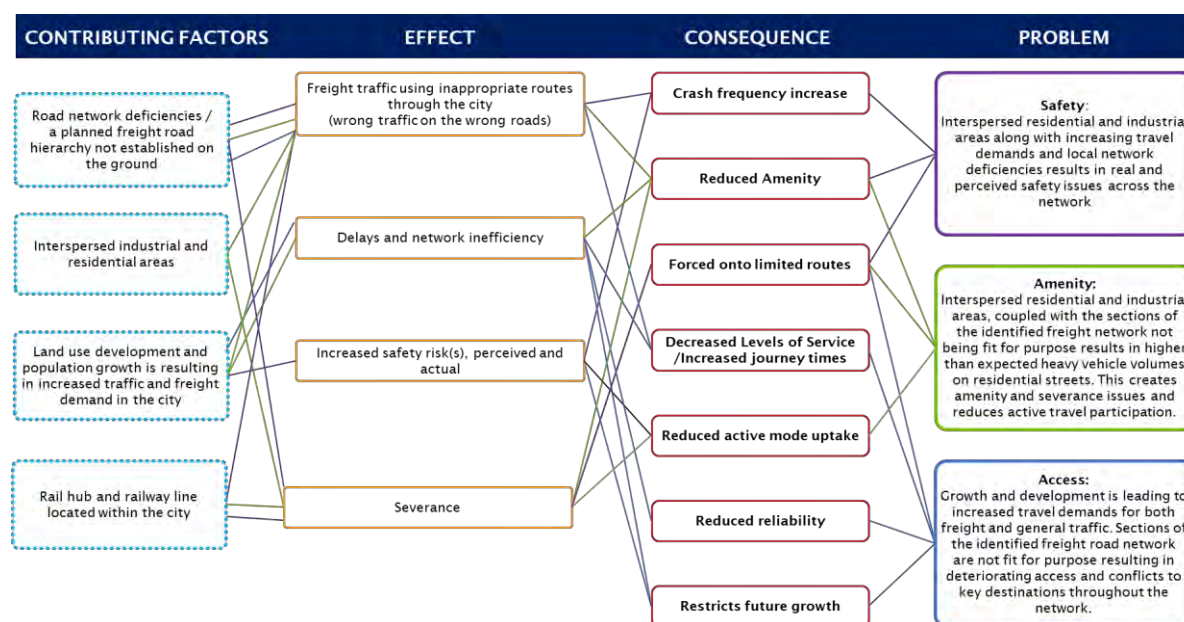 CONTRIBUTING FACTORS
EFFECT
CONSEQUENCE
PROBLEM
Road network deficiencies /
a planned freight road
hierarchy not established on
the ground
Interspersed industrial and
residential areas
Land use development and
population growth is resulting
in increased traffic and freight
demand in the city
Rail hub and railway line
located within the city
Freight traffic using inappropriate routes
through the city
(wrong traffic on the wrong roads)
Delays and network inefficiency
Increased safety risk(s), perceived and
actual
Severance
Crash frequency increase
Reduced Amenity
Forced onto limited routes
Decreased Levels of Service
/Increased journey times
Reduced active mode uptake
Reduced reliability
Restricts future growth
Safety:
Interspersed residential and industria
areas along with increasing travel
demands and local network
deficiencies results in real and
perceived safety issues across the
network
Amenity:
Interspersed residential and industria
areas, coupled with the sections of
the identified freight network not
being fit for purpose results in higher
than expected heavy vehicle volumes
on residential streets. This creates
amenity and severance issues and
reduces active travel participation.
Access:
Growth and development is leading to
increased travel demands for both
freight and general traffic. Sections of
the identified freight road network
are not fit for purpose resulting in
deteriorating access and conflicts to
key destinations throughout the
network.